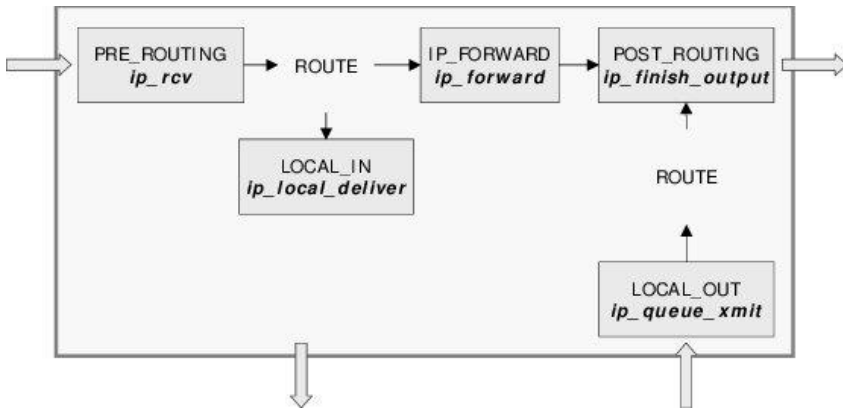 PRE_ROUTING
ip_rcv
ROUTE
IP_FORWARD
ip_forward
POST_ROUTING
ip_finish_output
LOCAL_IN
ip_local_deliver
ROUTE
LOCAL_OUT
ip_queue_xmit